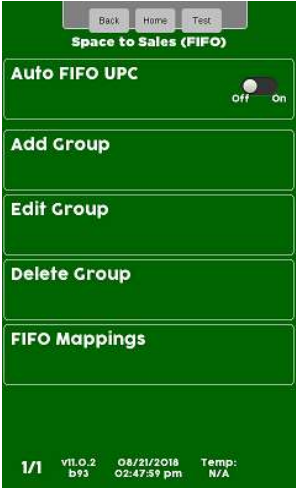 Back Home Test
Space to Sales (FIFO)
Auto FIFO UPC
Off On
Add Group
Edit Group
Delete Group
FIFO Mappings
1/1 v11.0.2 08/21/2018 Temp:
b93 02:47:59 pm N/A